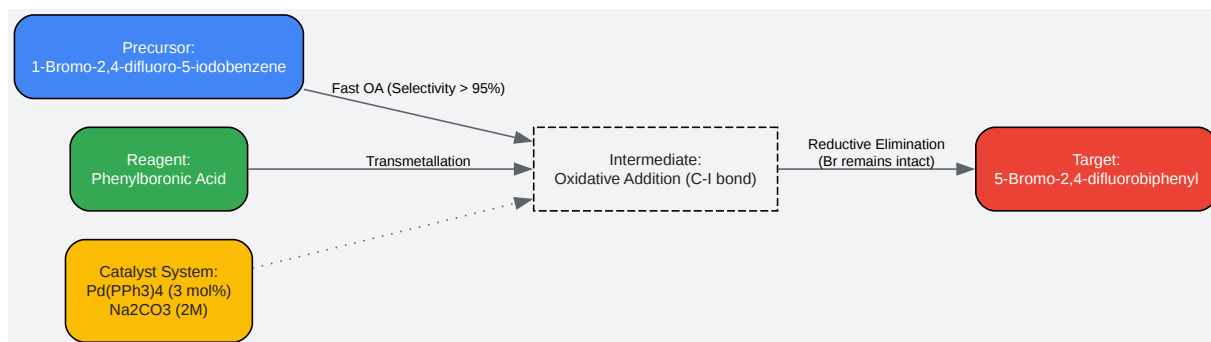 Precursor:
1-Bromo-2,4-difluoro-5-iodobenzene
Fast OA (Selectivity > 95%)
Reagent:
Phenylboronic Acid
Transmetallation
Intermediate:
Oxidative Addition (C-I bond)
Reductive Elimination
(Br remains intact)
Target:
5-Bromo-2,4-difluorobiphenyl
Catalyst System:
Pd(PPh3)4 (3 mol%)
Na2CO3 (2M)